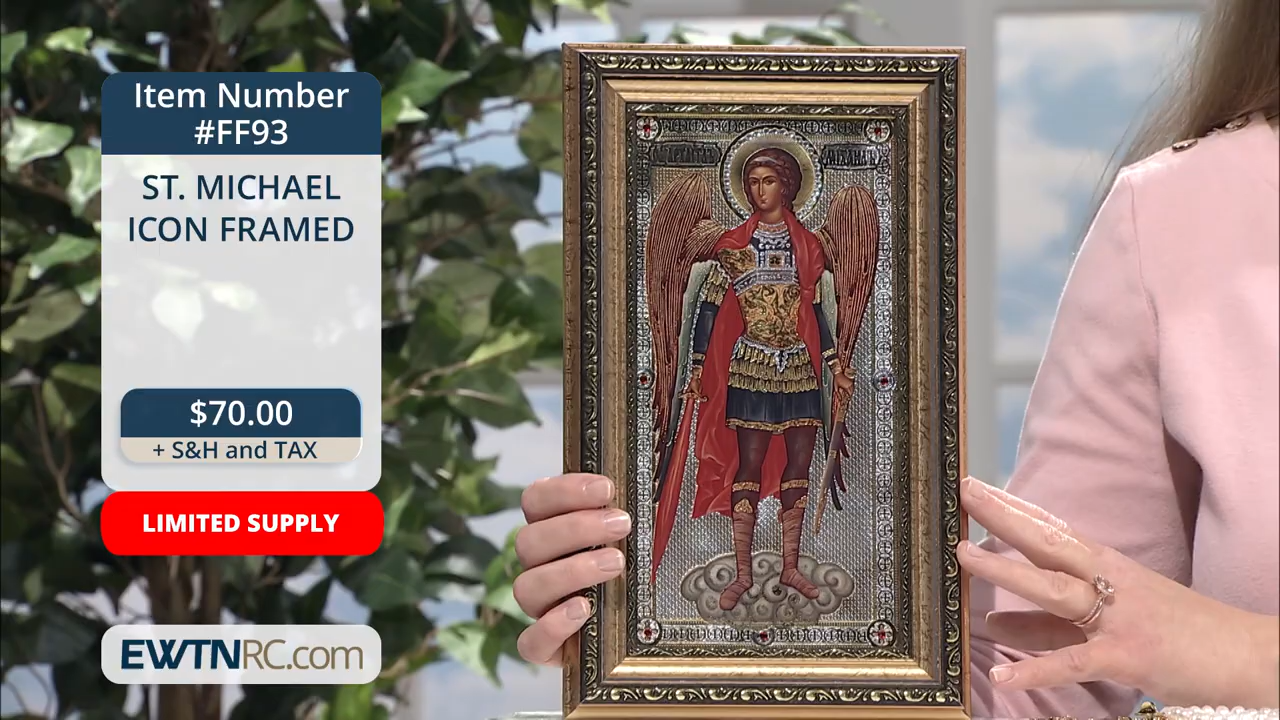 Item Number
#FF93
ST. MICHAEL
ICON FRAMED
$70.00
+ S&H and TAX
LIMITED SUPPLY
EWTNRC.com